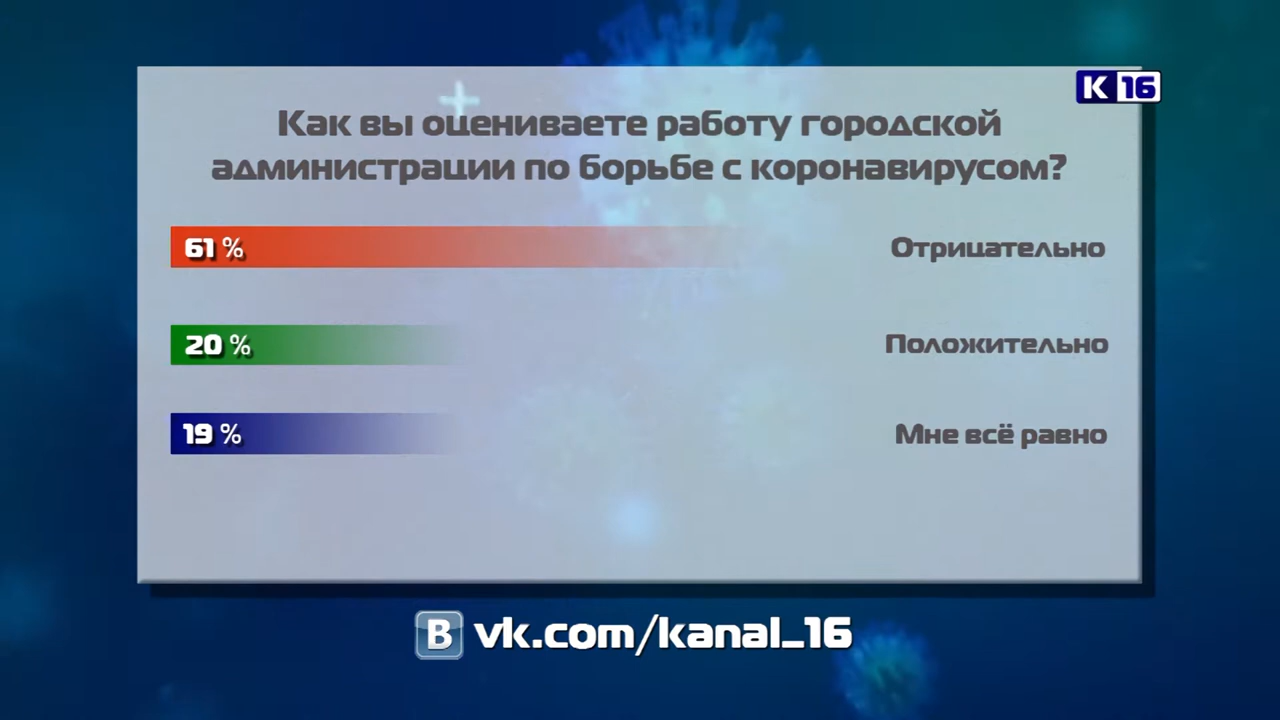 К 16
Как вы оцениваете работу городской
администрации по борьбе с коронавирусом?
61 % Отрицательно
20 % Положительно
19 % Мне всё равно
В vk.com/kanal_16